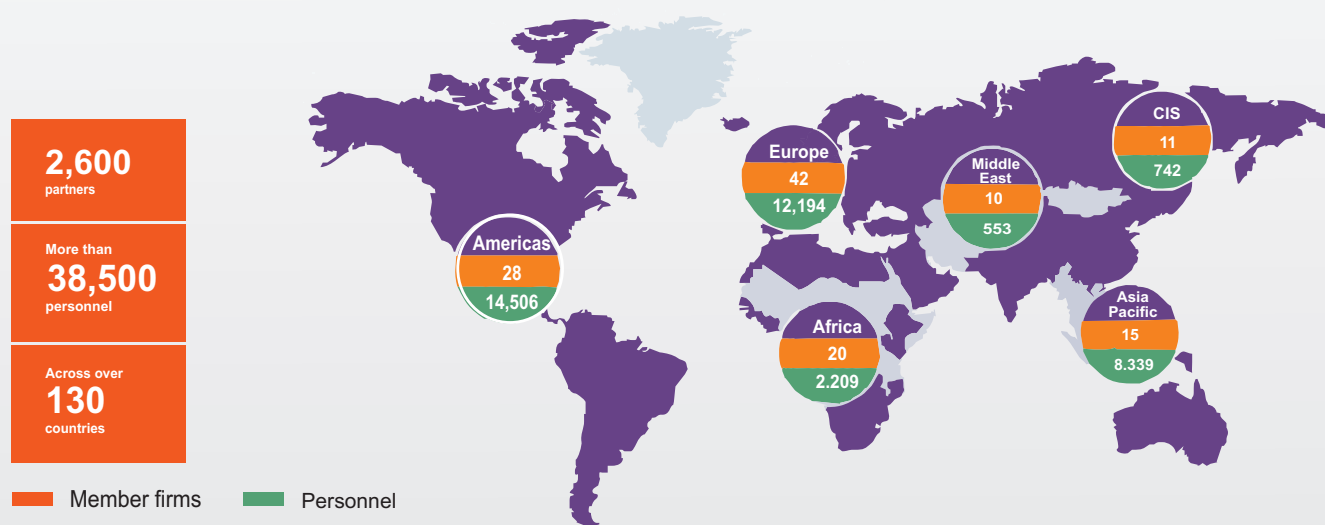 2,600
partners
More than
38,500
personnel
Across over
130
countries
Americas
28
14,506
Europe
42
12,194
Africa
20
2.209
Middle
East
10
553
CIS
11
742
Asia
Pacific
15
8.339
Member firms
Personnel